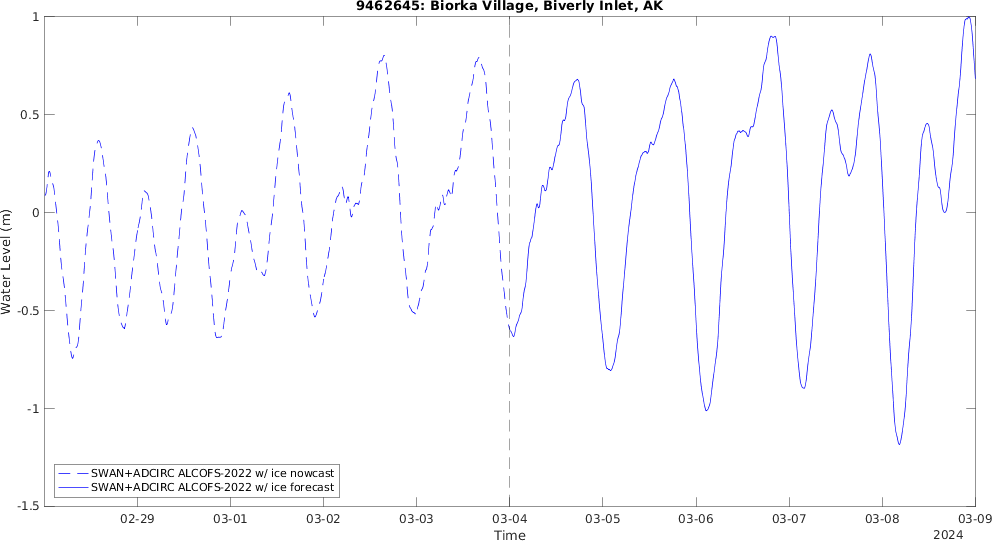 9462645: Biorka Village, Biverly Inlet, AK
Water Level (m)
1
0.5
0
-0.5
-1
-1.5
SWAN+ADCIRC ALCOFS-2022 w/ ice nowcast
SWAN+ADCIRC ALCOFS-2022 w/ ice forecast
02-29 03-01 03-02 03-03 03-04 03-05 03-06 03-07 03-08 03-09
Time
2024